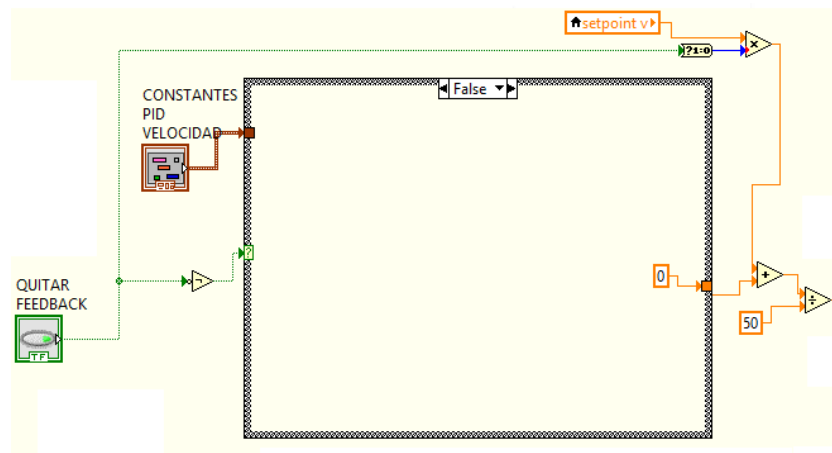 setpoint v
?1:0
x
False
CONSTANTES
PID
VELOCIDAD
?
0
+
÷
50
QUITAR
FEEDBACK
TF